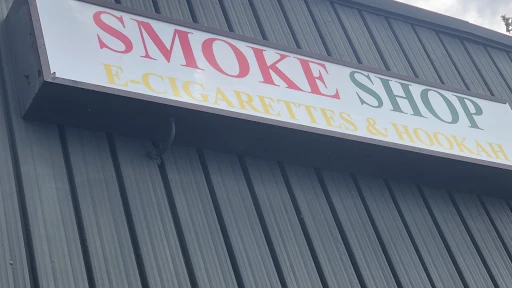 SMOKE SHOP
E-CIGARETTES & HOOKAH